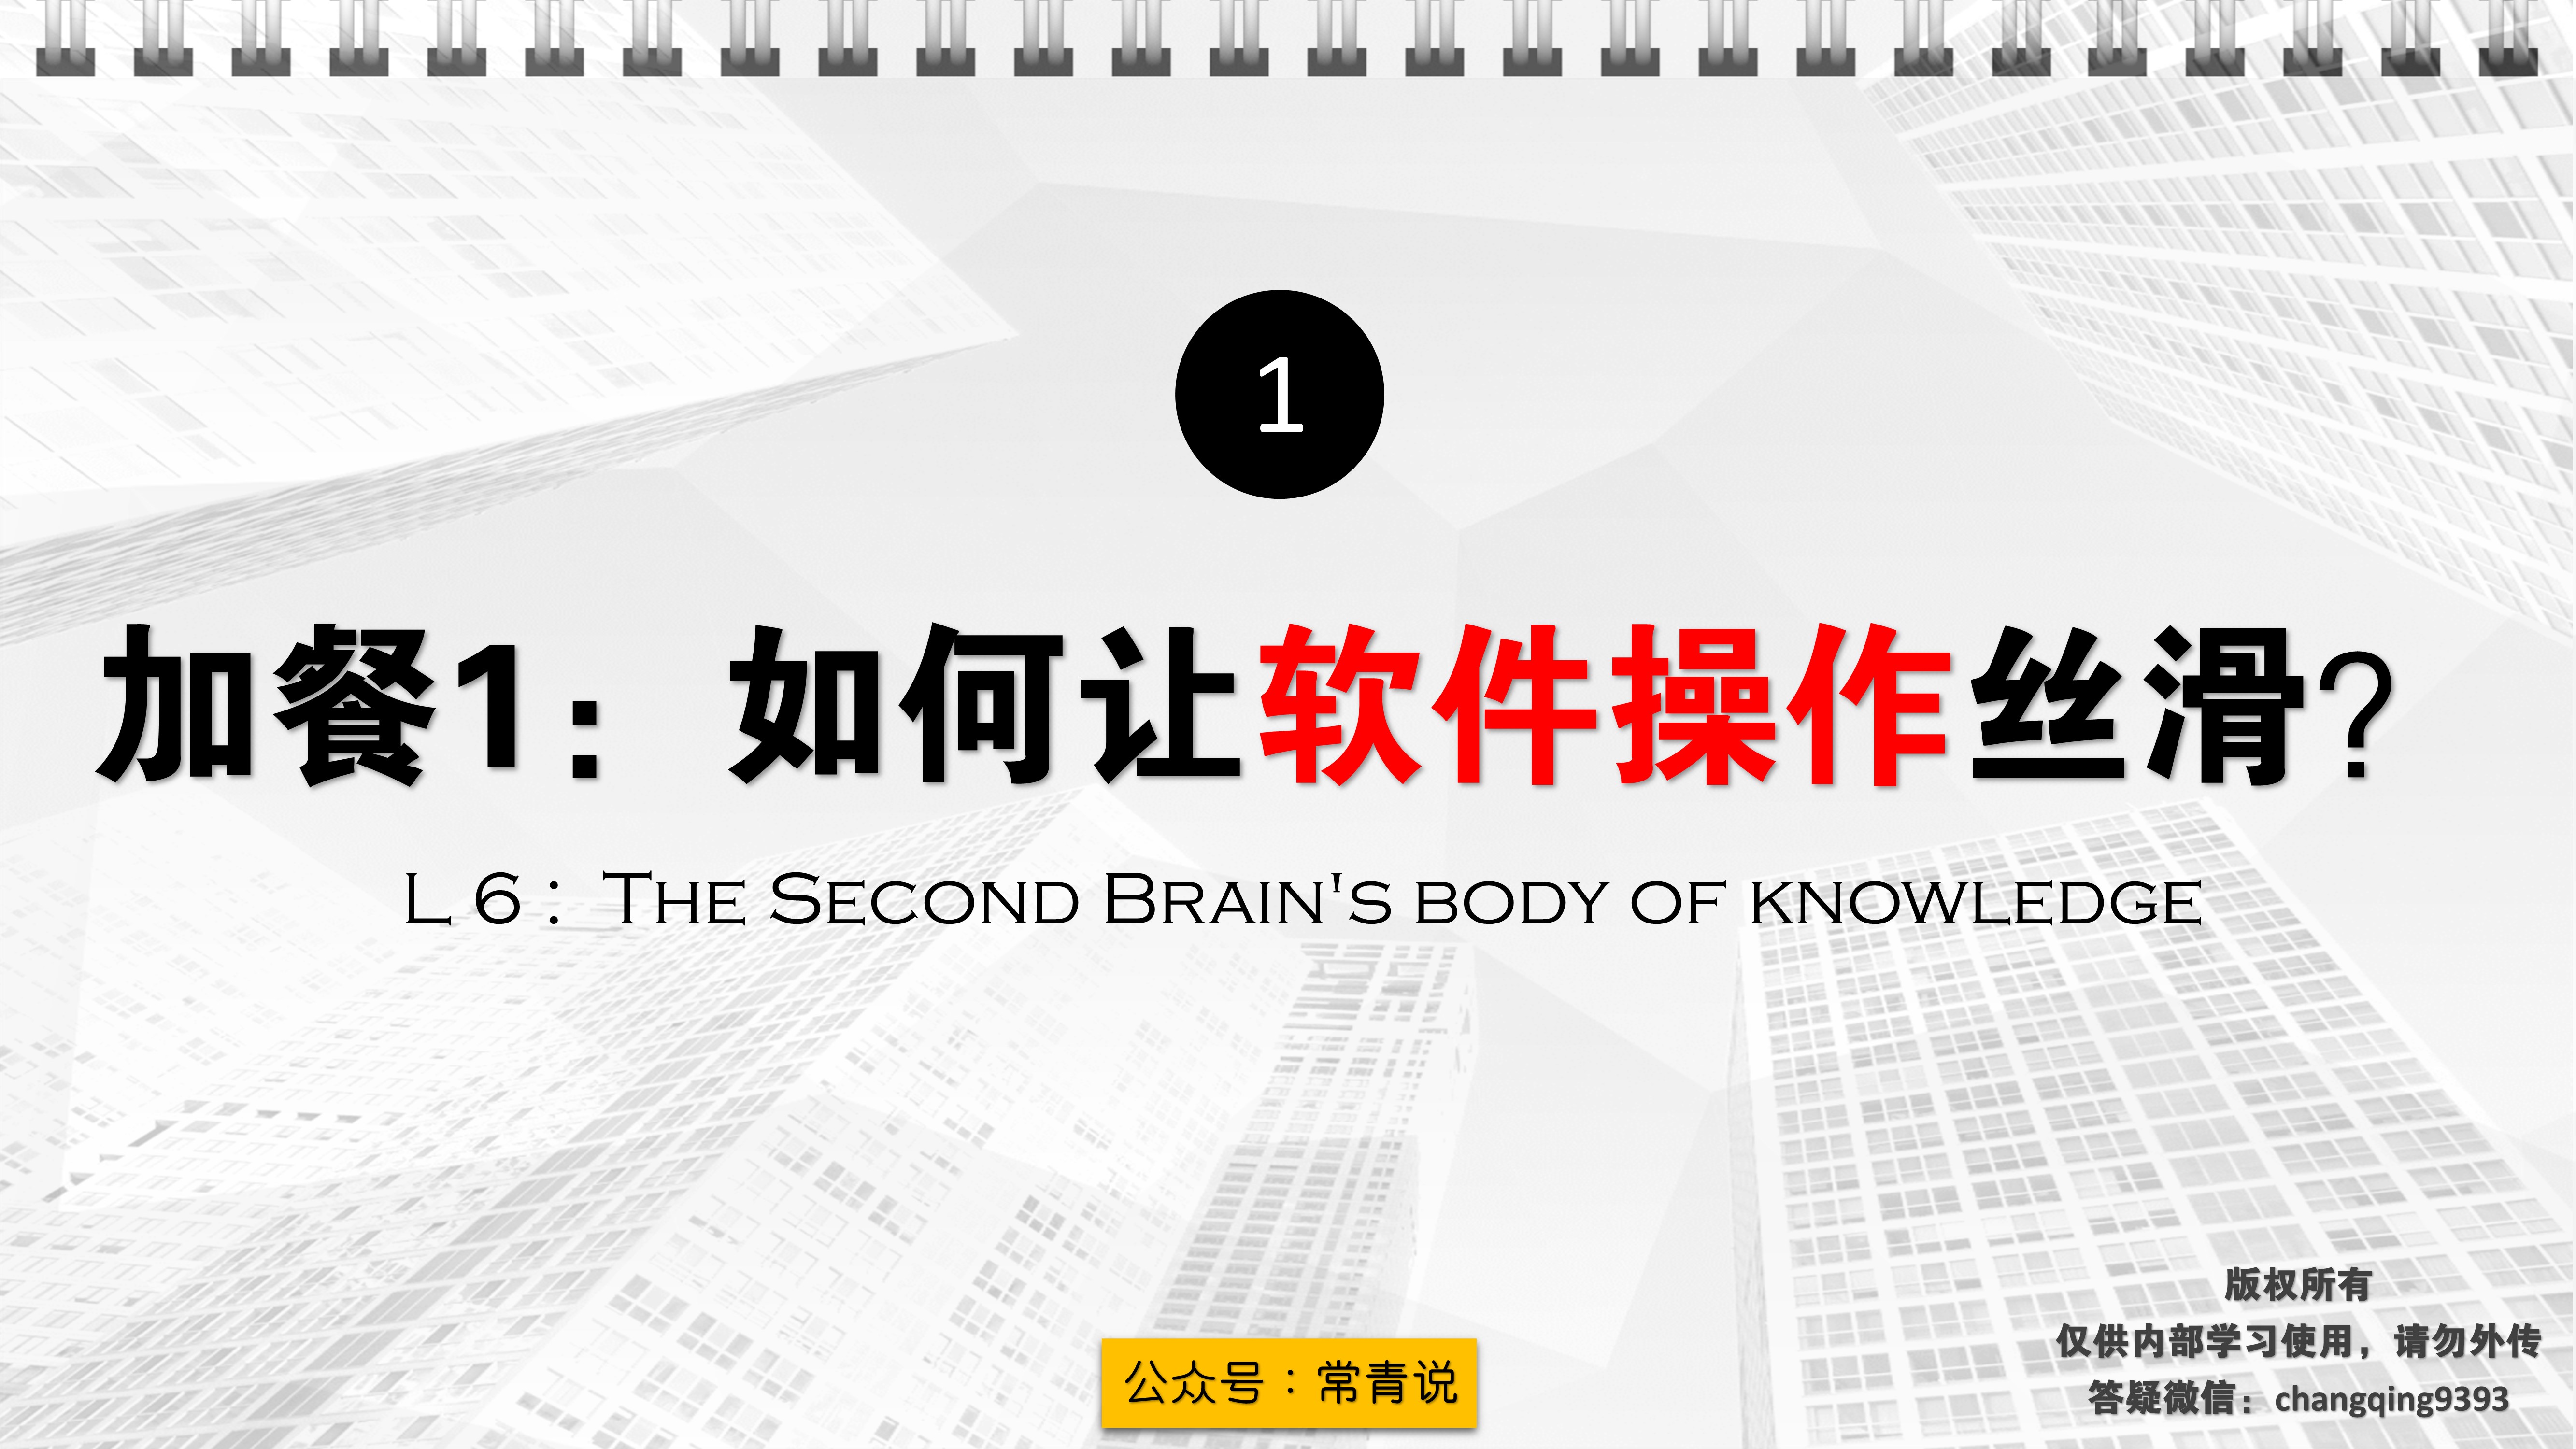 1
加餐1：如何让软件操作丝滑？
L 6 : The Second Brain's body of knowledge
版权所有
仅供内部学习使用，请勿外传
答疑微信：changqing9393
公众号：常青说